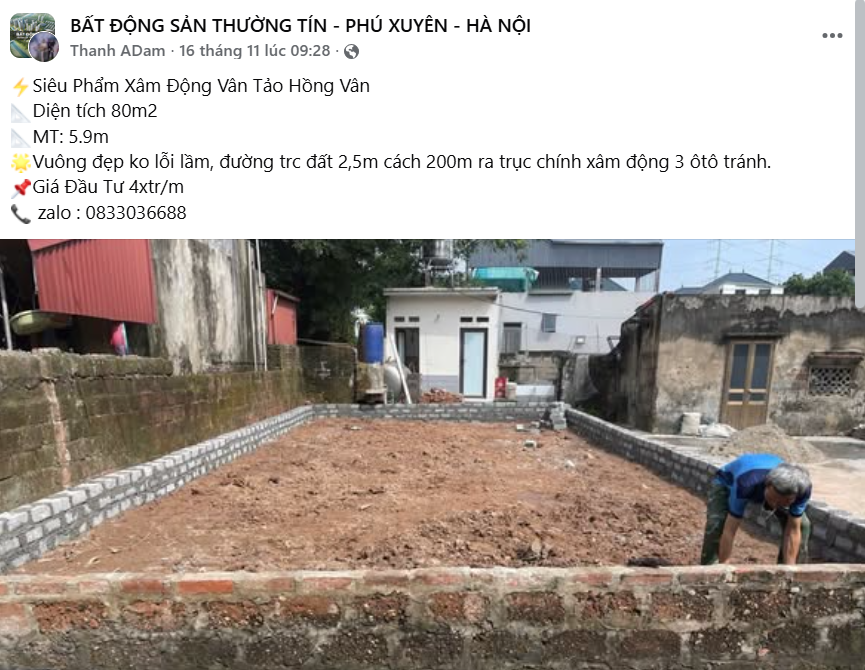 BẤT ĐỘNG SẢN THƯỜNG TÍN - PHÚ XUYÊN - HÀ NỘI
Thanh ADam · 16 tháng 11 lúc 09:28 ·
⚡Siêu Phẩm Xâm Động Vân Tảo Hồng Vân
📐Diện tích 80m2
📐MT: 5.9m
🌟Vuông đẹp ko lỗi lầm, đường trc đất 2,5m cách 200m ra trục chính xâm động 3 ôtô tránh.
📌Giá Đầu Tư 4xtr/m
📞 zalo : 0833036688